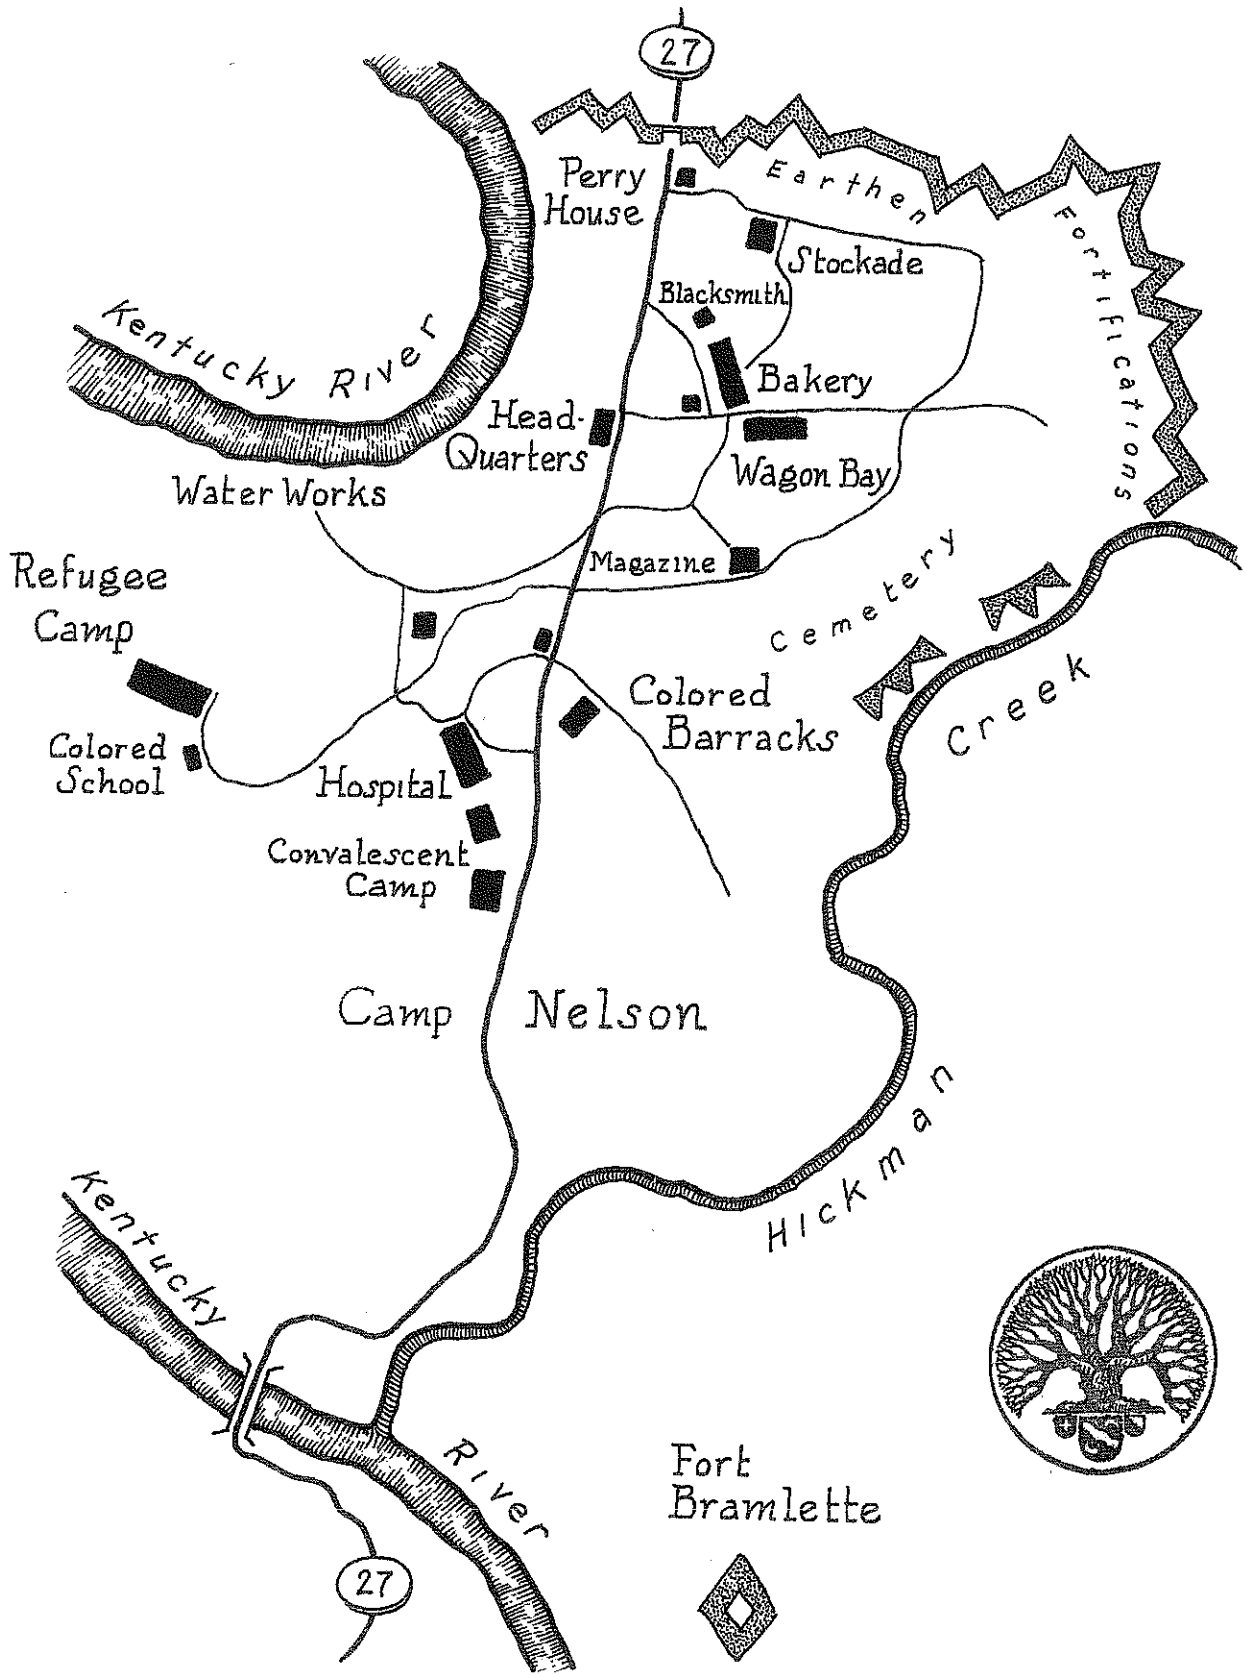 27
Perry
House
Earthen
Fortifications
Stockade
Blacksmith
Kentucky River
Bakery
Head-
Quarters
Wagon Bay
Water Works
Magazine
Cemetery
Refugee
Camp
Colored
Barracks
Creek
Colored
School
Hospital
Convalescent
Camp
Camp Nelson
Hickman
Kentucky
River
Fort
Bramlette
27